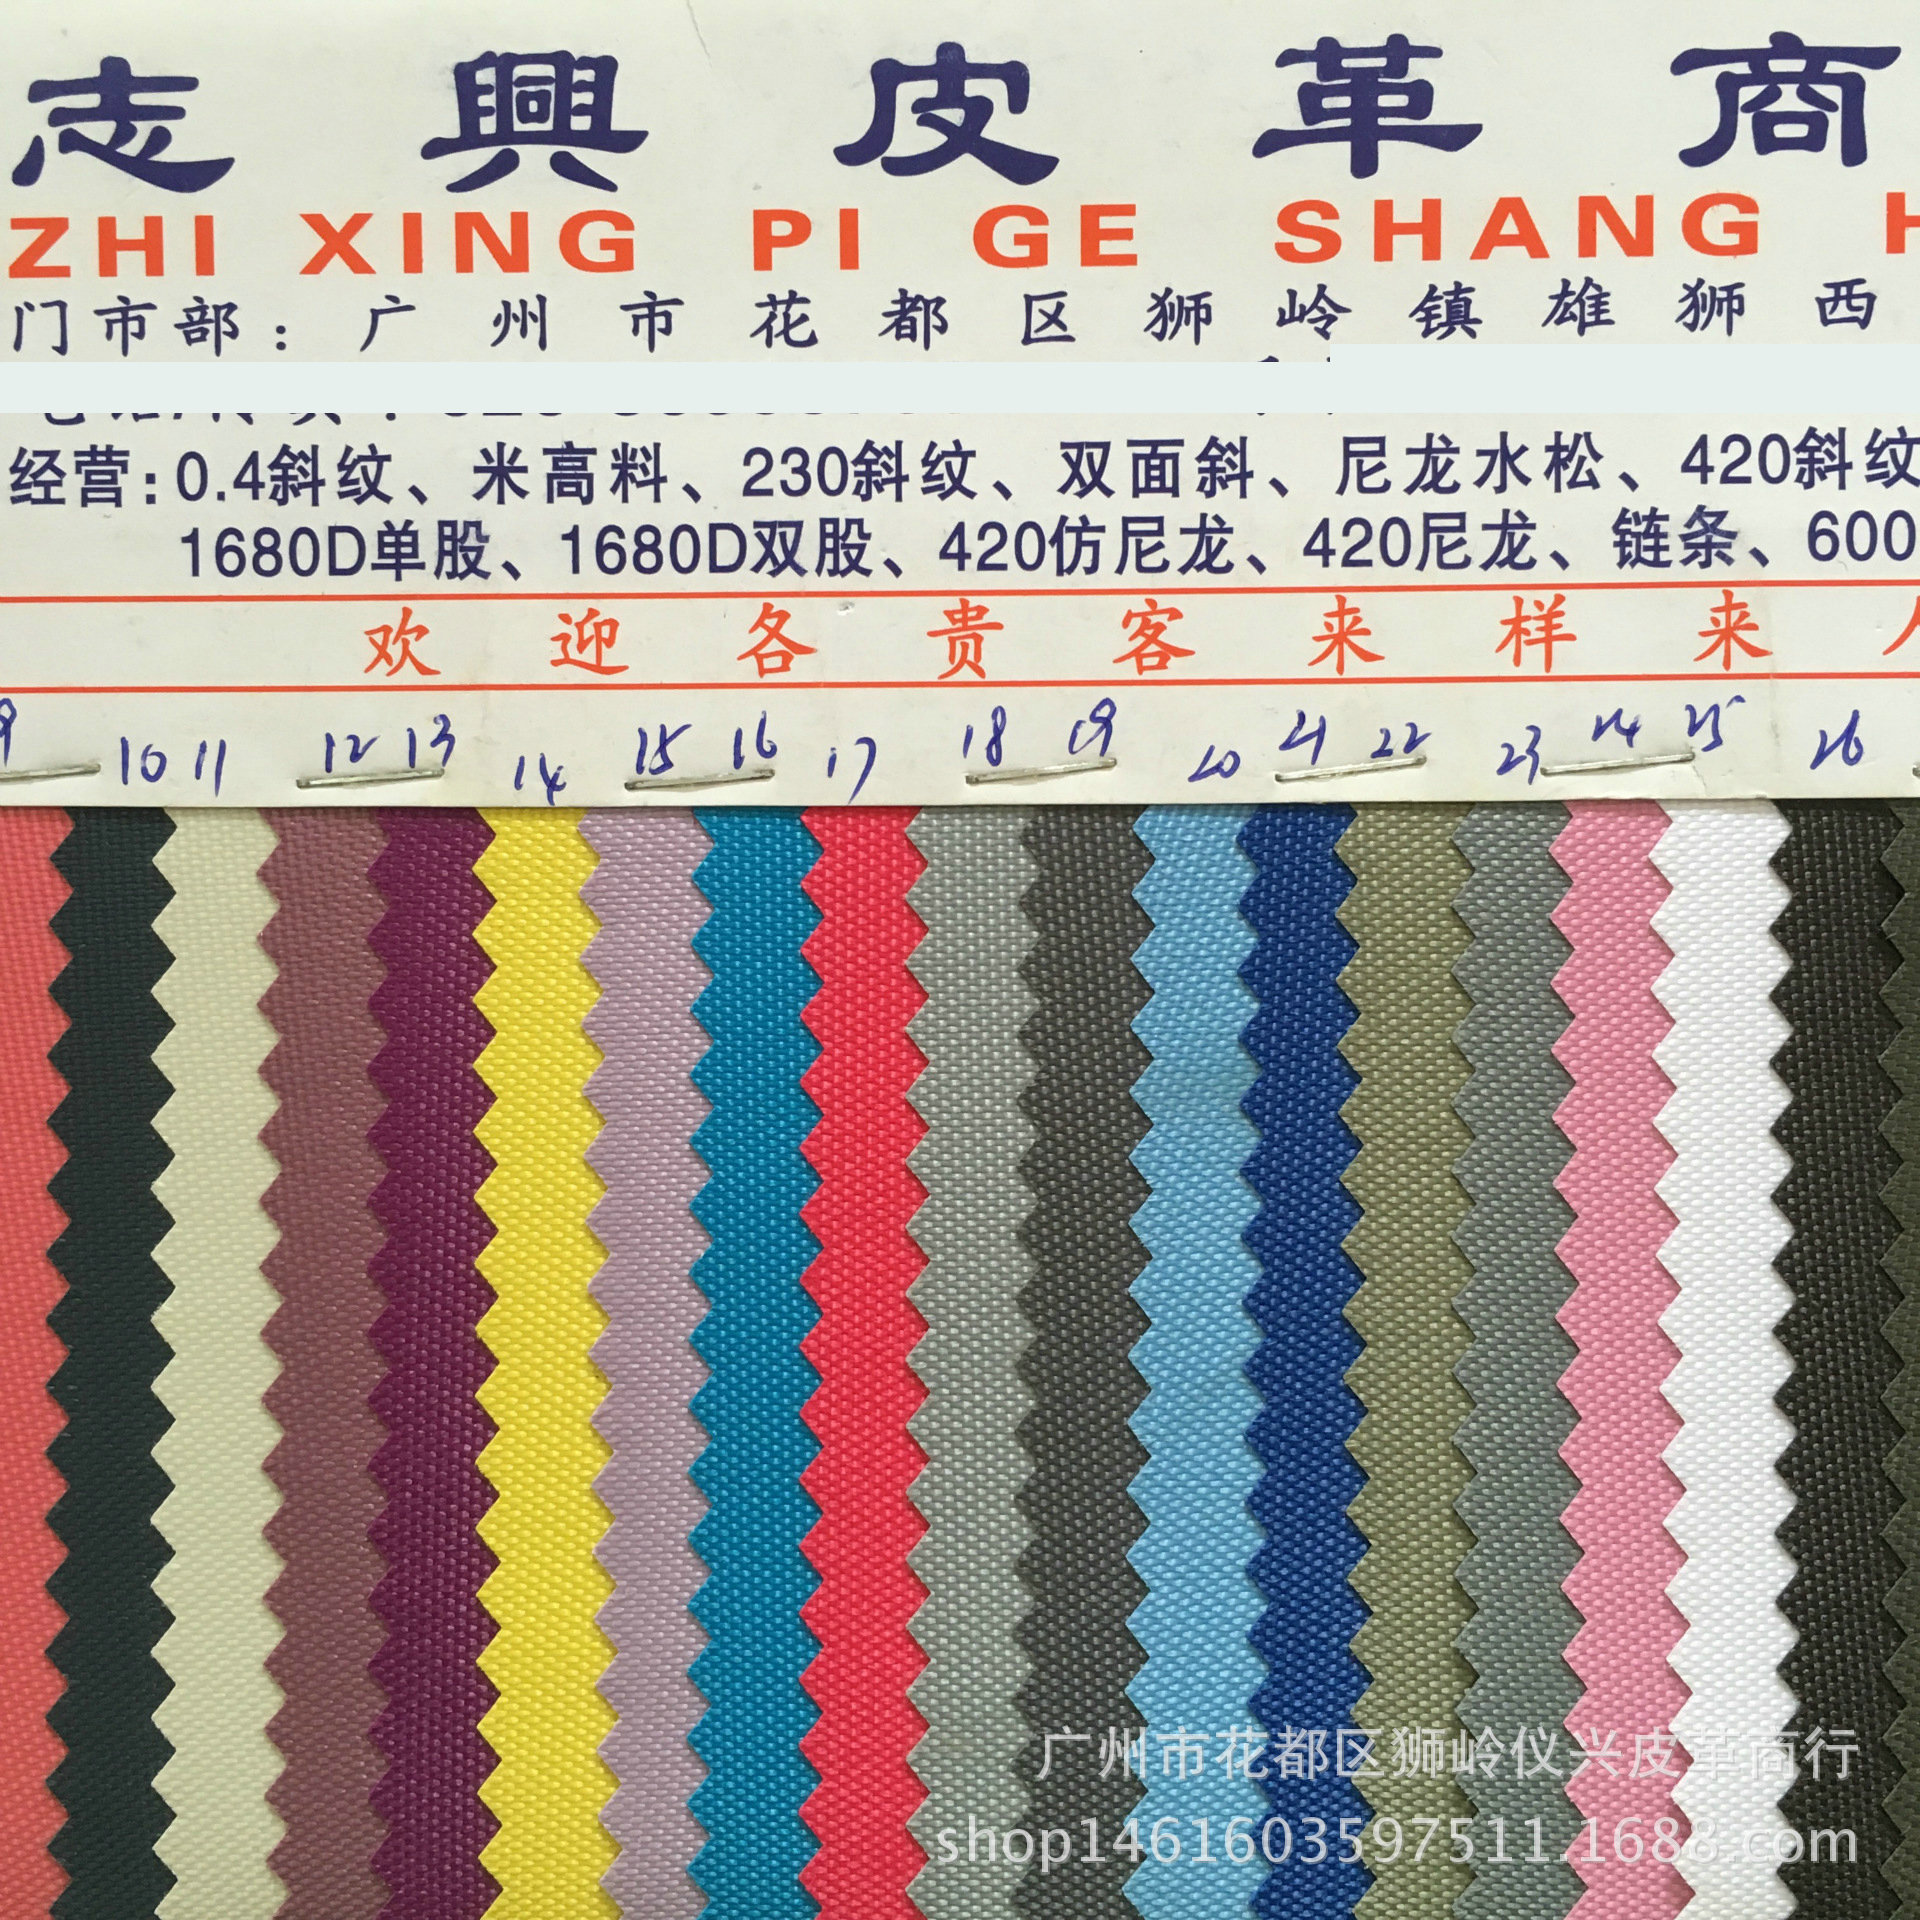 志興皮革商
ZHI XING PI GE SHANG H
门市部：广州市花都区狮岭镇雄狮西
经营：0.4斜纹、米高料、230斜纹、双面斜、尼龙水松、420斜纹
1680D单股、1680D双股、420仿尼龙、420尼龙、链条、600
欢迎各贵客来样来
9 10 11 12 13 14 15 16 17 18 19 20 21 22 23 24 25 26
广州市花都区狮岭仪兴皮革商行
shop1461603597511.1688.com